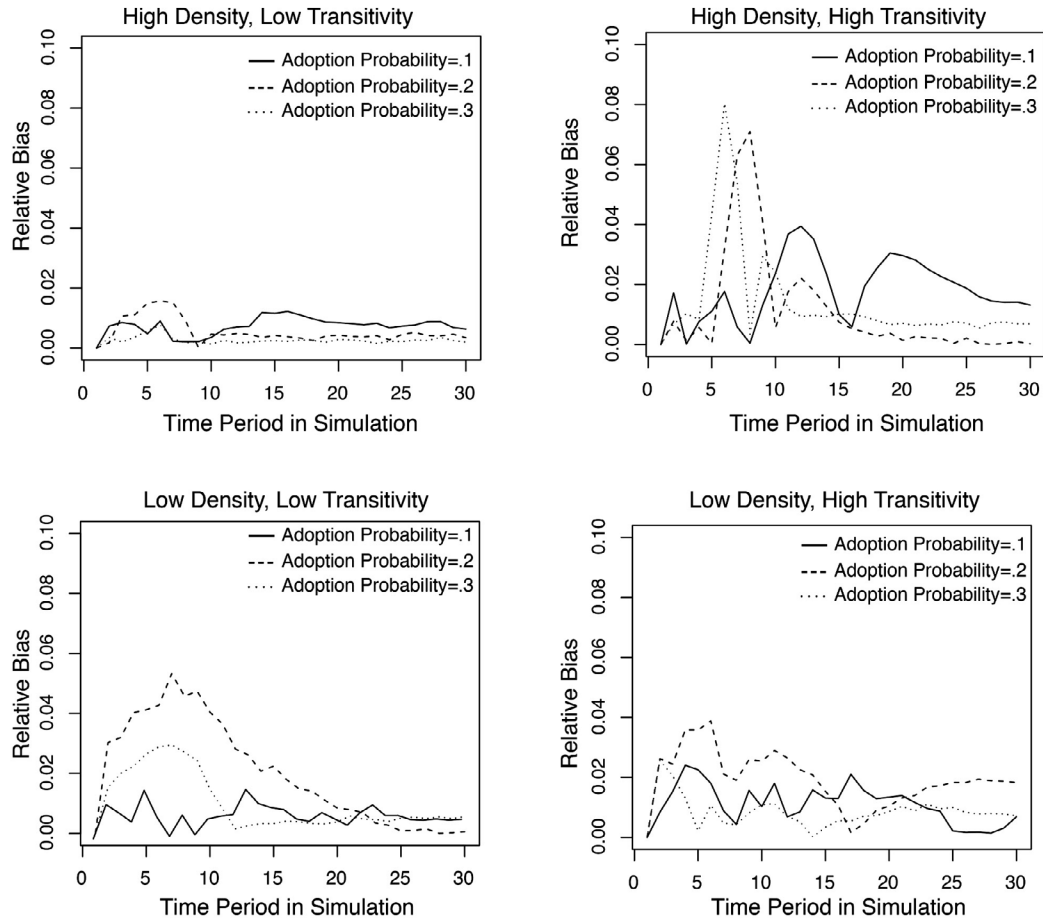 High Density, Low Transitivity
Relative Bias
0.00 0.02 0.04 0.06 0.08 0.10
Adoption Probability=.1
Adoption Probability=.2
Adoption Probability=.3
0 5 10 15 20 25 30
Time Period in Simulation
High Density, High Transitivity
Relative Bias
0.00 0.02 0.04 0.06 0.08 0.10
Adoption Probability=.1
Adoption Probability=.2
Adoption Probability=.3
0 5 10 15 20 25 30
Time Period in Simulation
Low Density, Low Transitivity
Relative Bias
0.00 0.02 0.04 0.06 0.08 0.10
Adoption Probability=.1
Adoption Probability=.2
Adoption Probability=.3
0 5 10 15 20 25 30
Time Period in Simulation
Low Density, High Transitivity
Relative Bias
0.00 0.02 0.04 0.06 0.08 0.10
Adoption Probability=.1
Adoption Probability=.2
Adoption Probability=.3
0 5 10 15 20 25 30
Time Period in Simulation